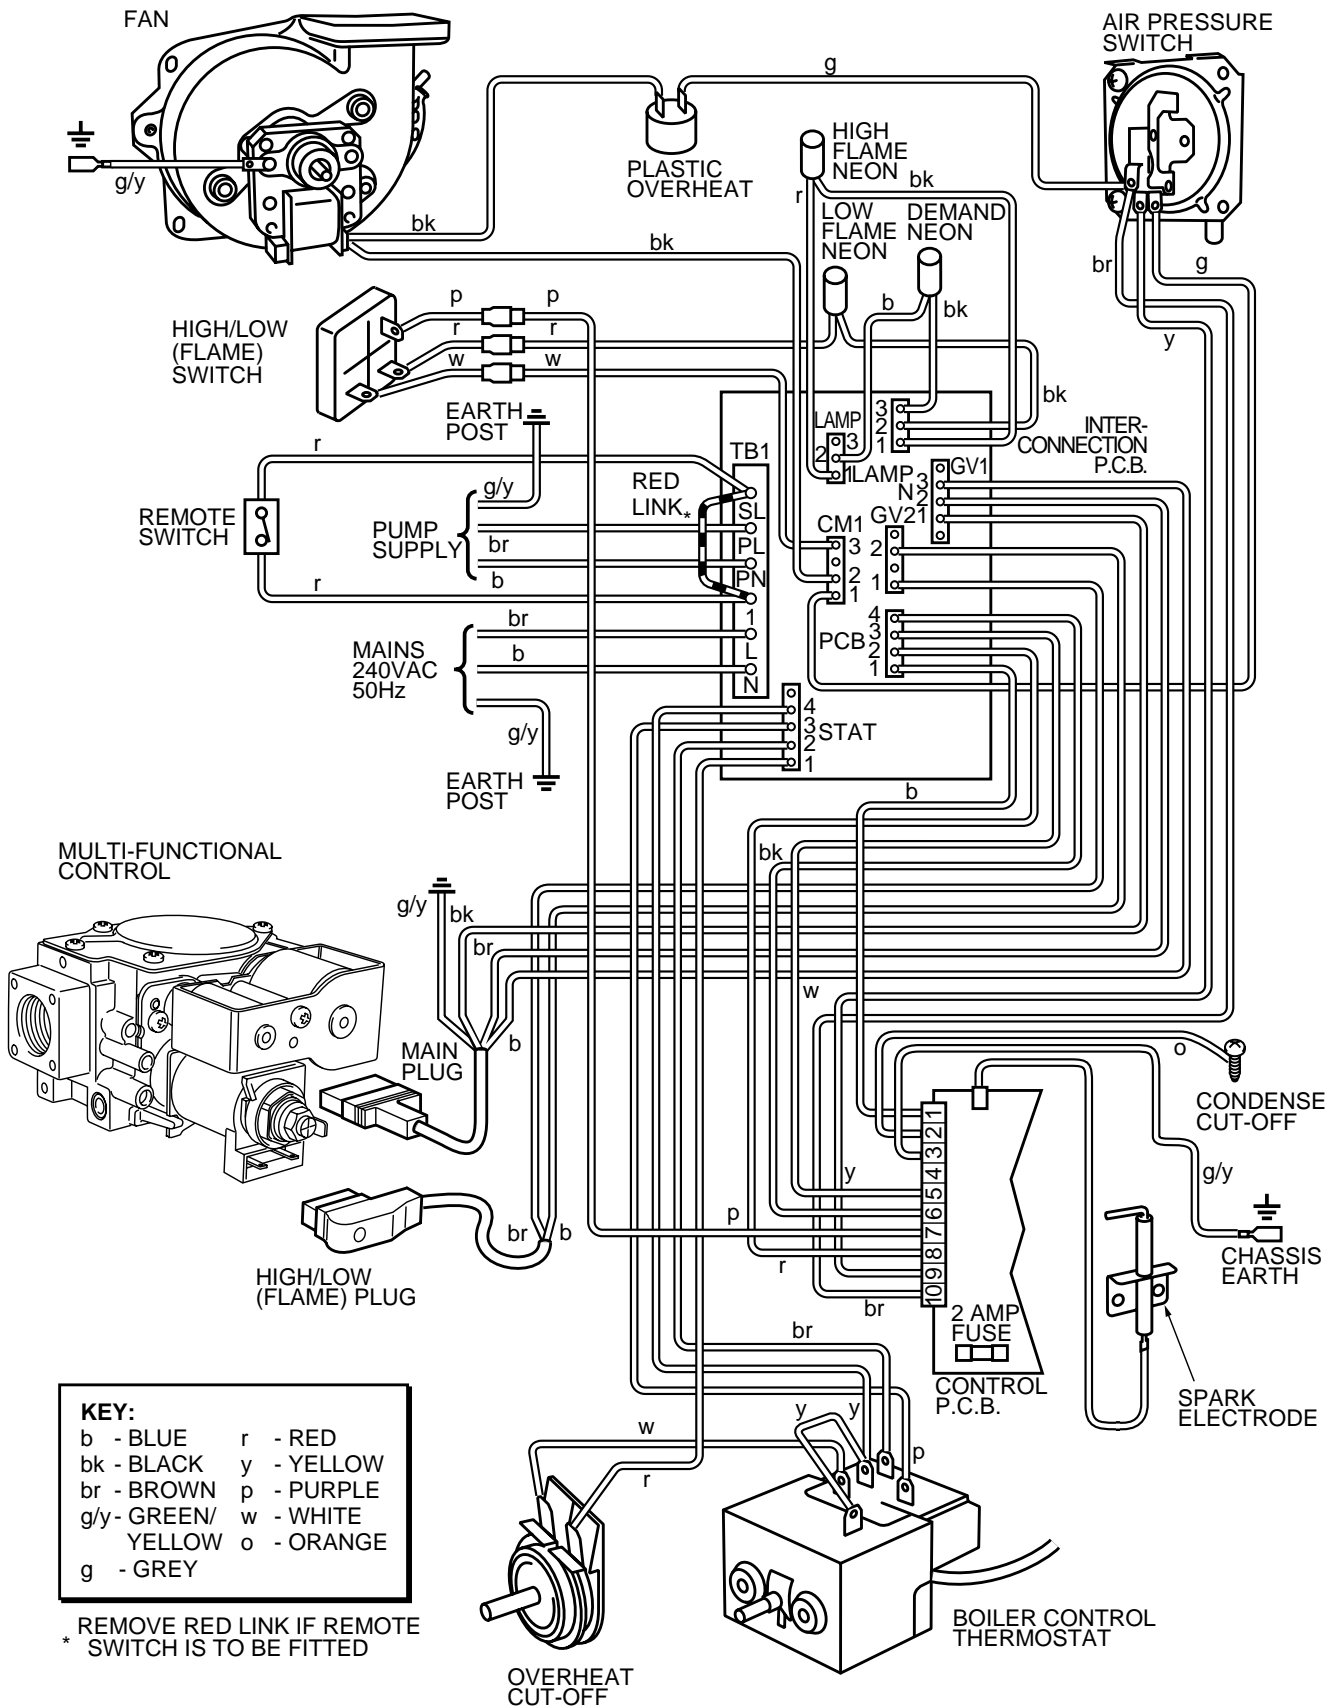 FAN
AIR PRESSURE
SWITCH
g
HIGH
FLAME
NEON
PLASTIC
OVERHEAT
g/y
bk
r
LOW
FLAME
NEON
DEMAND
NEON
bk
bk
br
g
b
bk
y
HIGH/LOW
(FLAME)
SWITCH
p
p
r
r
w
w
bk
EARTH
POST
LAMP
3
2
1
INTER-
CONNECTION
P.C.B.
r
TB1
3
2
1
LAMP
GV1
3
N
2
1
RED
LINK*
g/y
SL
REMOTE
SWITCH
PUMP
SUPPLY
br
PL
b
PN
CM1
3
2
1
GV2
2
1
r
1
br
L
b
N
MAINS
240VAC
50Hz
PCB
4
3
2
1
g/y
4
3
2
1
STAT
EARTH
POST
b
MULTI-FUNCTIONAL
CONTROL
bk
g/y
bk
br
w
b
MAIN
PLUG
o
CONDENSE
CUT-OFF
1
2
3
4
5
6
7
8
9
10
y
g/y
p
r
br
br
b
HIGH/LOW
(FLAME) PLUG
CHASSIS
EARTH
2 AMP
FUSE
br
CONTROL
P.C.B.
SPARK
ELECTRODE
KEY:
b - BLUE r - RED
bk - BLACK y - YELLOW
br - BROWN p - PURPLE
g/y - GREEN/ w - WHITE
YELLOW o - ORANGE
g - GREY
w
y
y
p
r
REMOVE RED LINK IF REMOTE
* SWITCH IS TO BE FITTED
BOILER CONTROL
THERMOSTAT
OVERHEAT
CUT-OFF